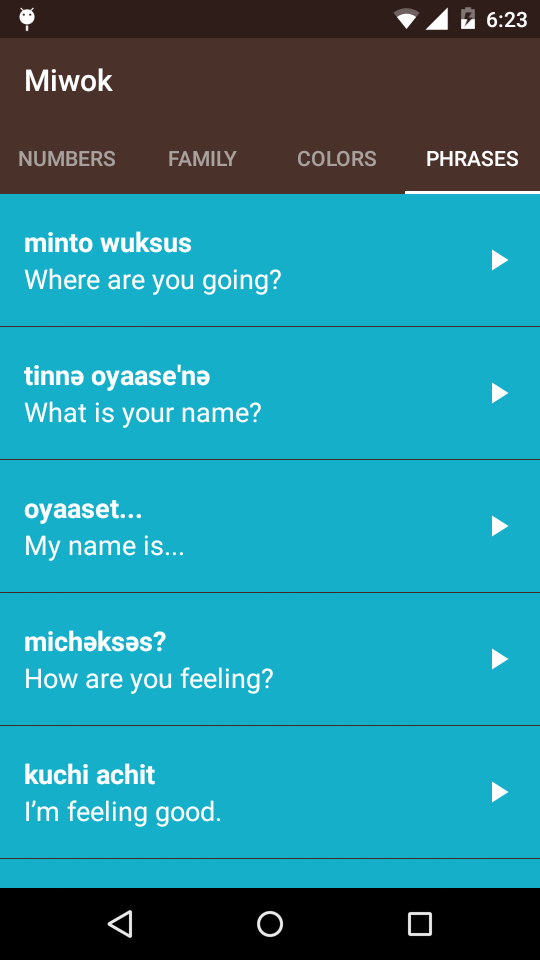 6:23
Miwok
NUMBERS FAMILY COLORS PHRASES
minto wuksus
Where are you going?
tinnə oyaase'nə
What is your name?
oyaaset...
My name is...
michəksəs?
How are you feeling?
kuchi achit
I’m feeling good.